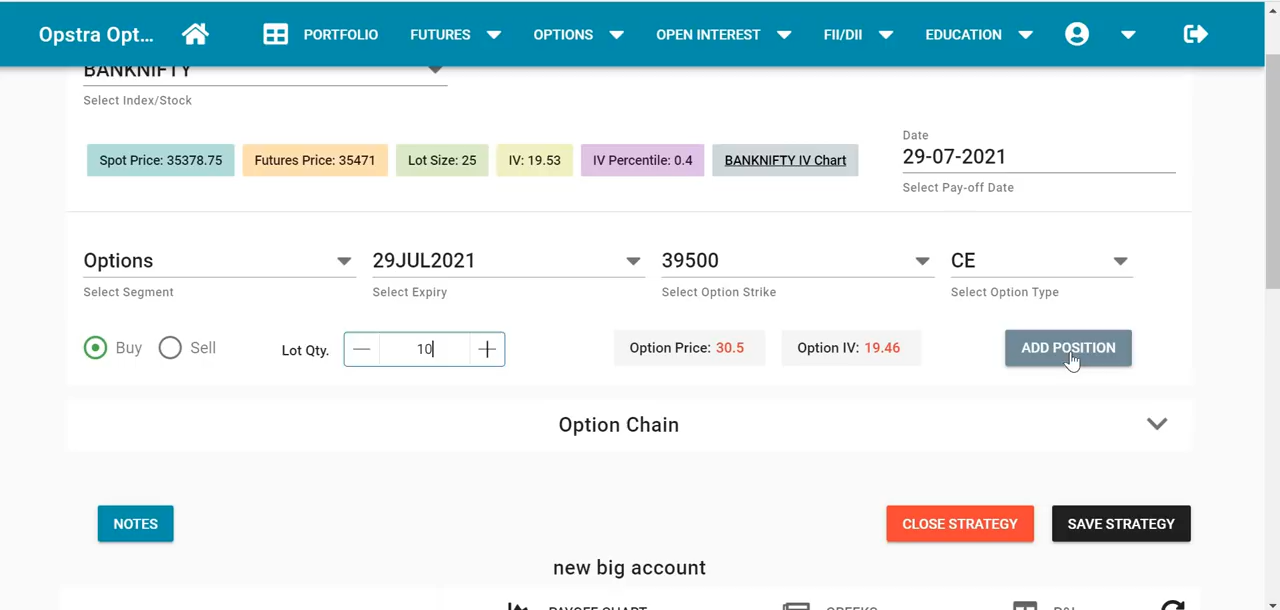 Opstra Opt... PORTFOLIO FUTURES OPTIONS OPEN INTEREST FII/DII EDUCATION
BANKNIFTY
Select Index/Stock
Date
Spot Price: 35378.75 Futures Price: 35471 Lot Size: 25 IV: 19.53 IV Percentile: 0.4 BANKNIFTY IV Chart 29-07-2021
Select Pay-off Date
Options 29JUL2021 39500 CE
Select Segment Select Expiry Select Option Strike Select Option Type
Buy Sell Lot Qty. 10 Option Price: 30.5 Option IV: 19.46 ADD POSITION
Option Chain
NOTES CLOSE STRATEGY SAVE STRATEGY
new big account
PAYOFF CHART GREEKS P&L